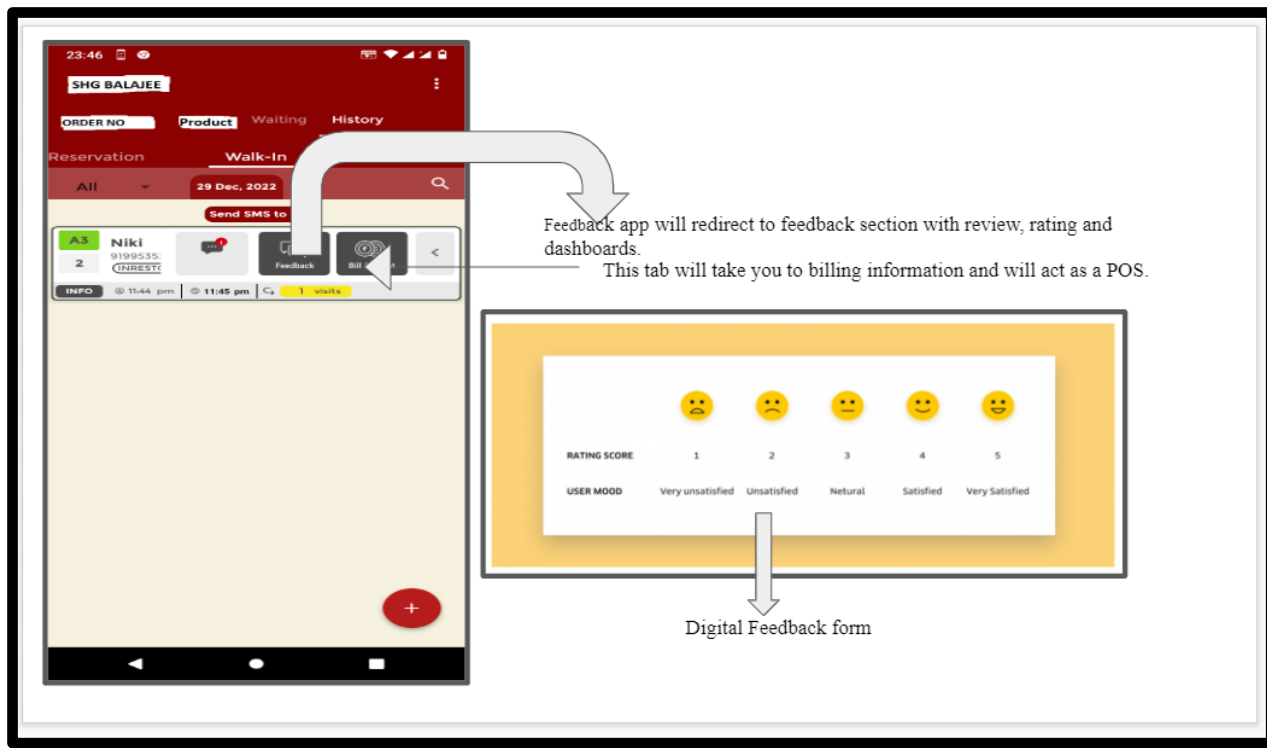 23:46
SHG BALAJEE
ORDER NO Product Waiting History
Reservation Walk-In
All 29 Dec, 2022
Send SMS to
A3 Niki
2 9199535
INREST
Feedback Bill
INFO 11:44 pm 11:45 pm 1 visits
Feedback app will redirect to feedback section with review, rating and
dashboards.
This tab will take you to billing information and will act as a POS.
RATING SCORE 1 2 3 4 5
USER MOOD Very unsatisfied Unsatisfied Netural Satisfied Very Satisfied
Digital Feedback form